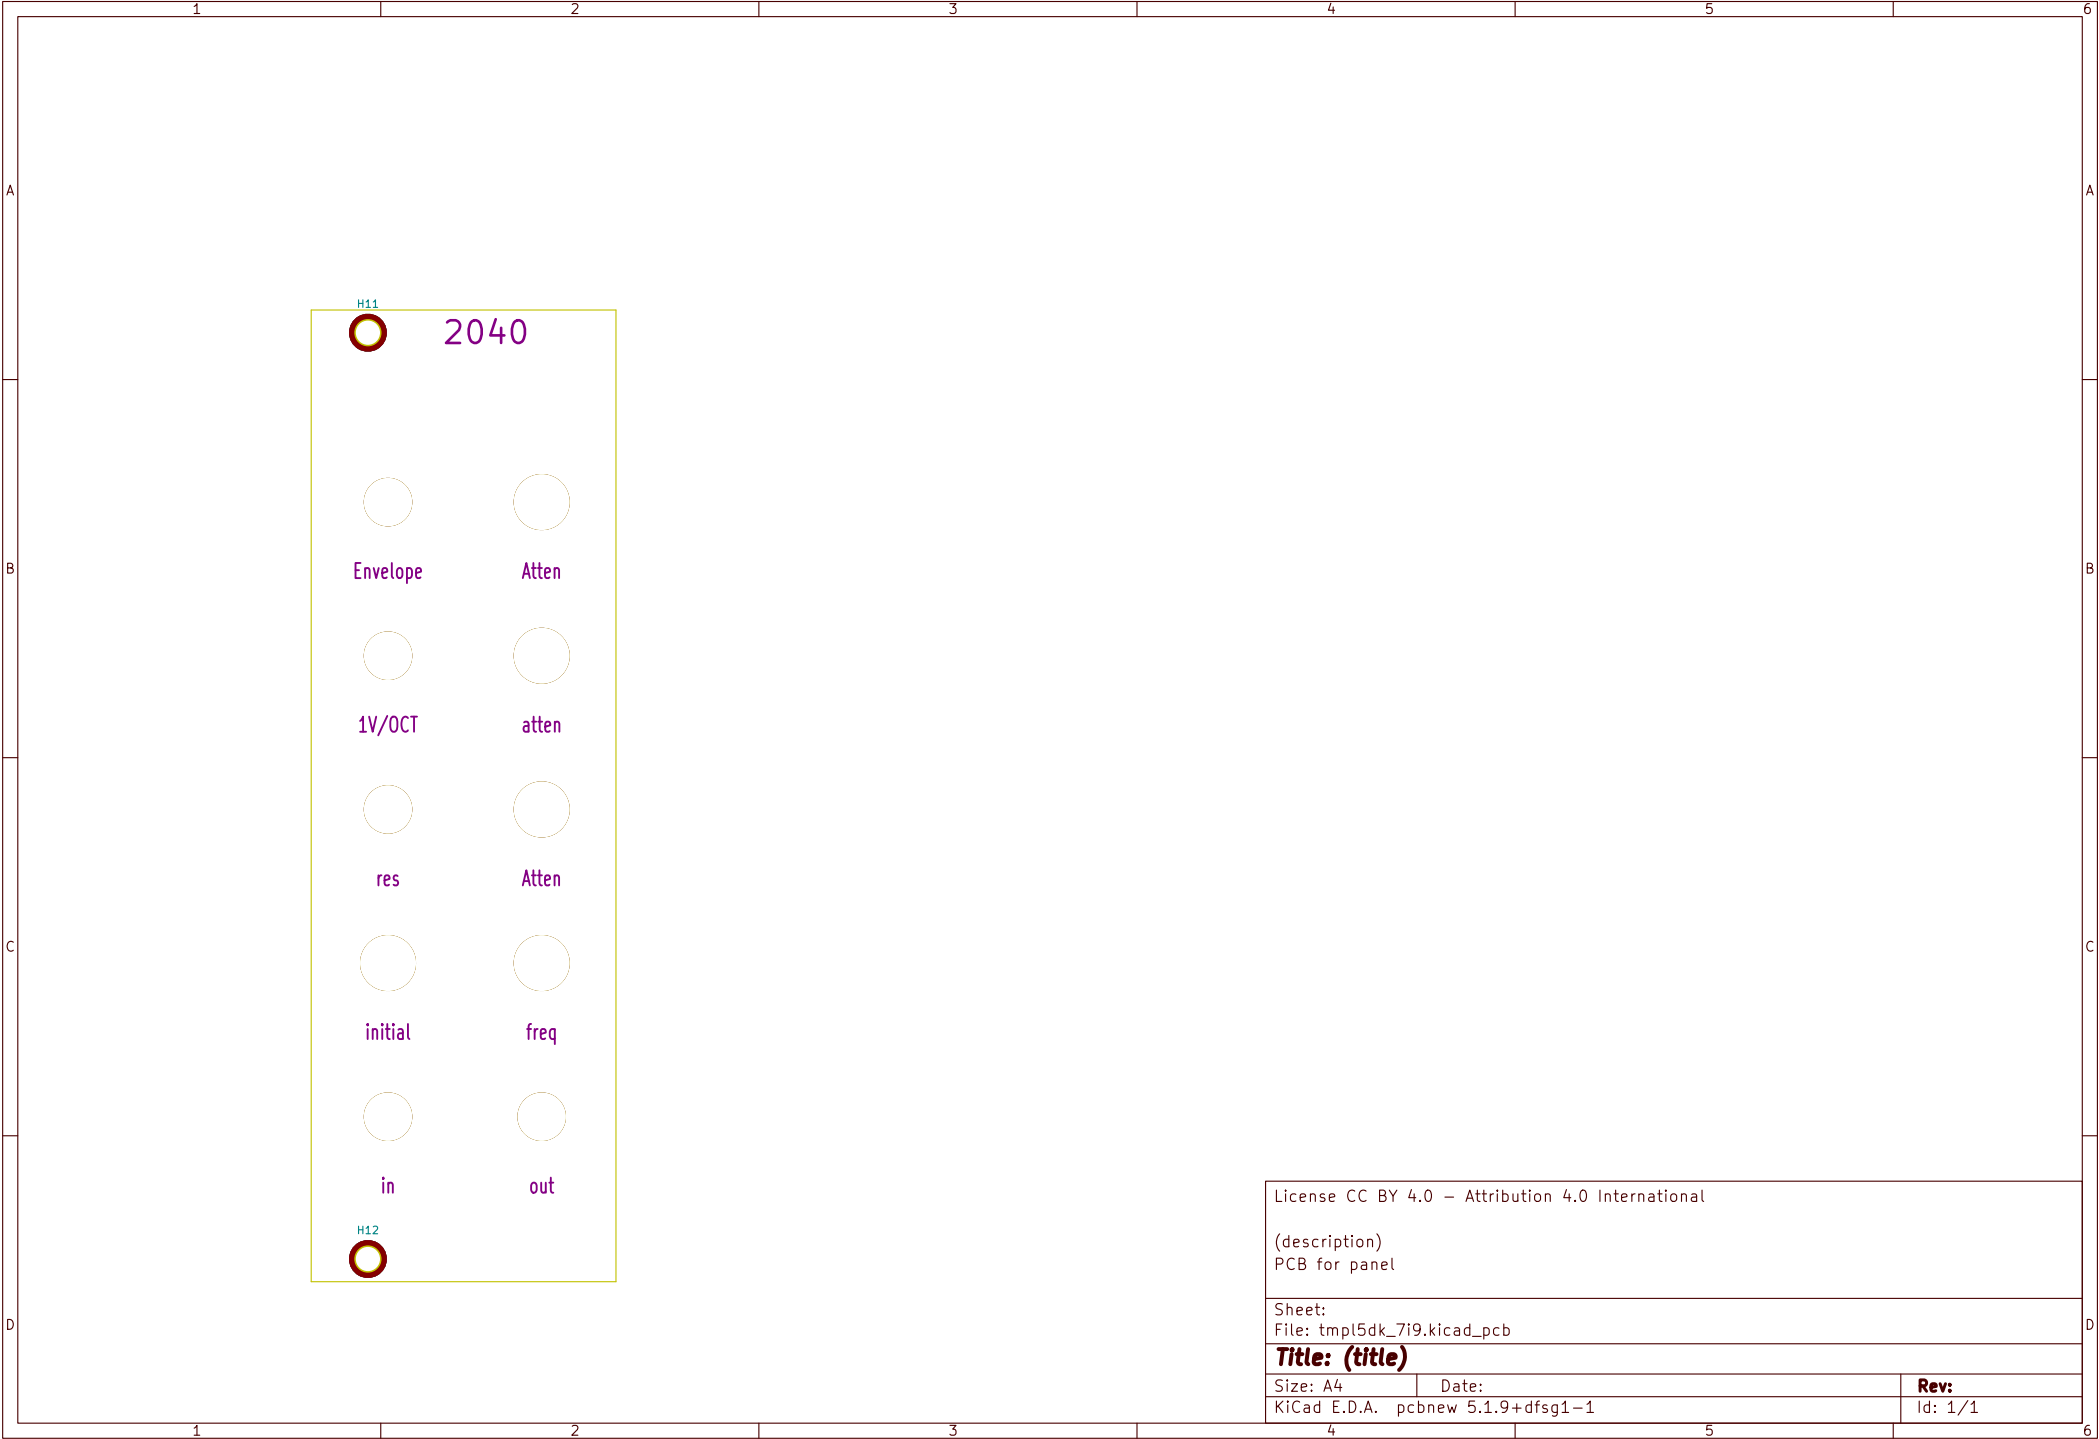 1 2 3 4 5 6
A A
H11
2040
B B
Envelope Atten
1V/OCT atten
res Atten
C C
initial freq
in out
H12
License CC BY 4.0 - Attribution 4.0 International
(description)
PCB for panel
Sheet:
File: tmpl5dk_7i9.kicad_pcb
D D
Title: (title)
Size: A4 Date: Rev:
KiCad E.D.A. pcbnew 5.1.9+dfsg1-1 Id: 1/1
1 2 3 4 5 6